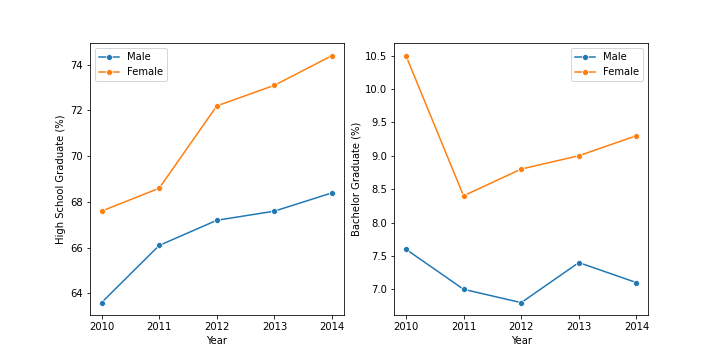 High School Graduate (%)
74
72
70
68
66
64
Male
Female
2010 2011 2012 2013 2014
Year
Bachelor Graduate (%)
10.5
10.0
9.5
9.0
8.5
8.0
7.5
7.0
Male
Female
2010 2011 2012 2013 2014
Year